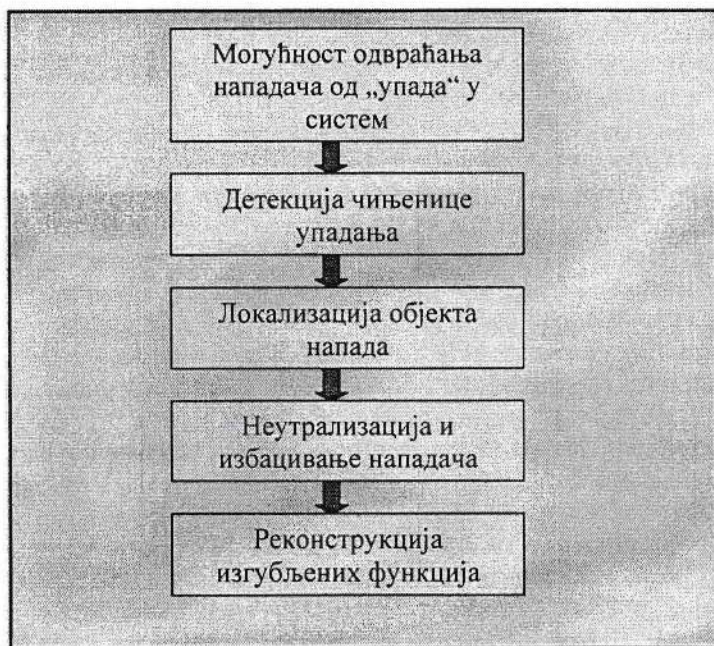 Могућност одвраћања
нападача од „упада“ у
систем
Детекција чињенице
упадања
Локализација објекта
напада
Неутрализација и
избацивање нападача
Реконструкција
изгубљених функција